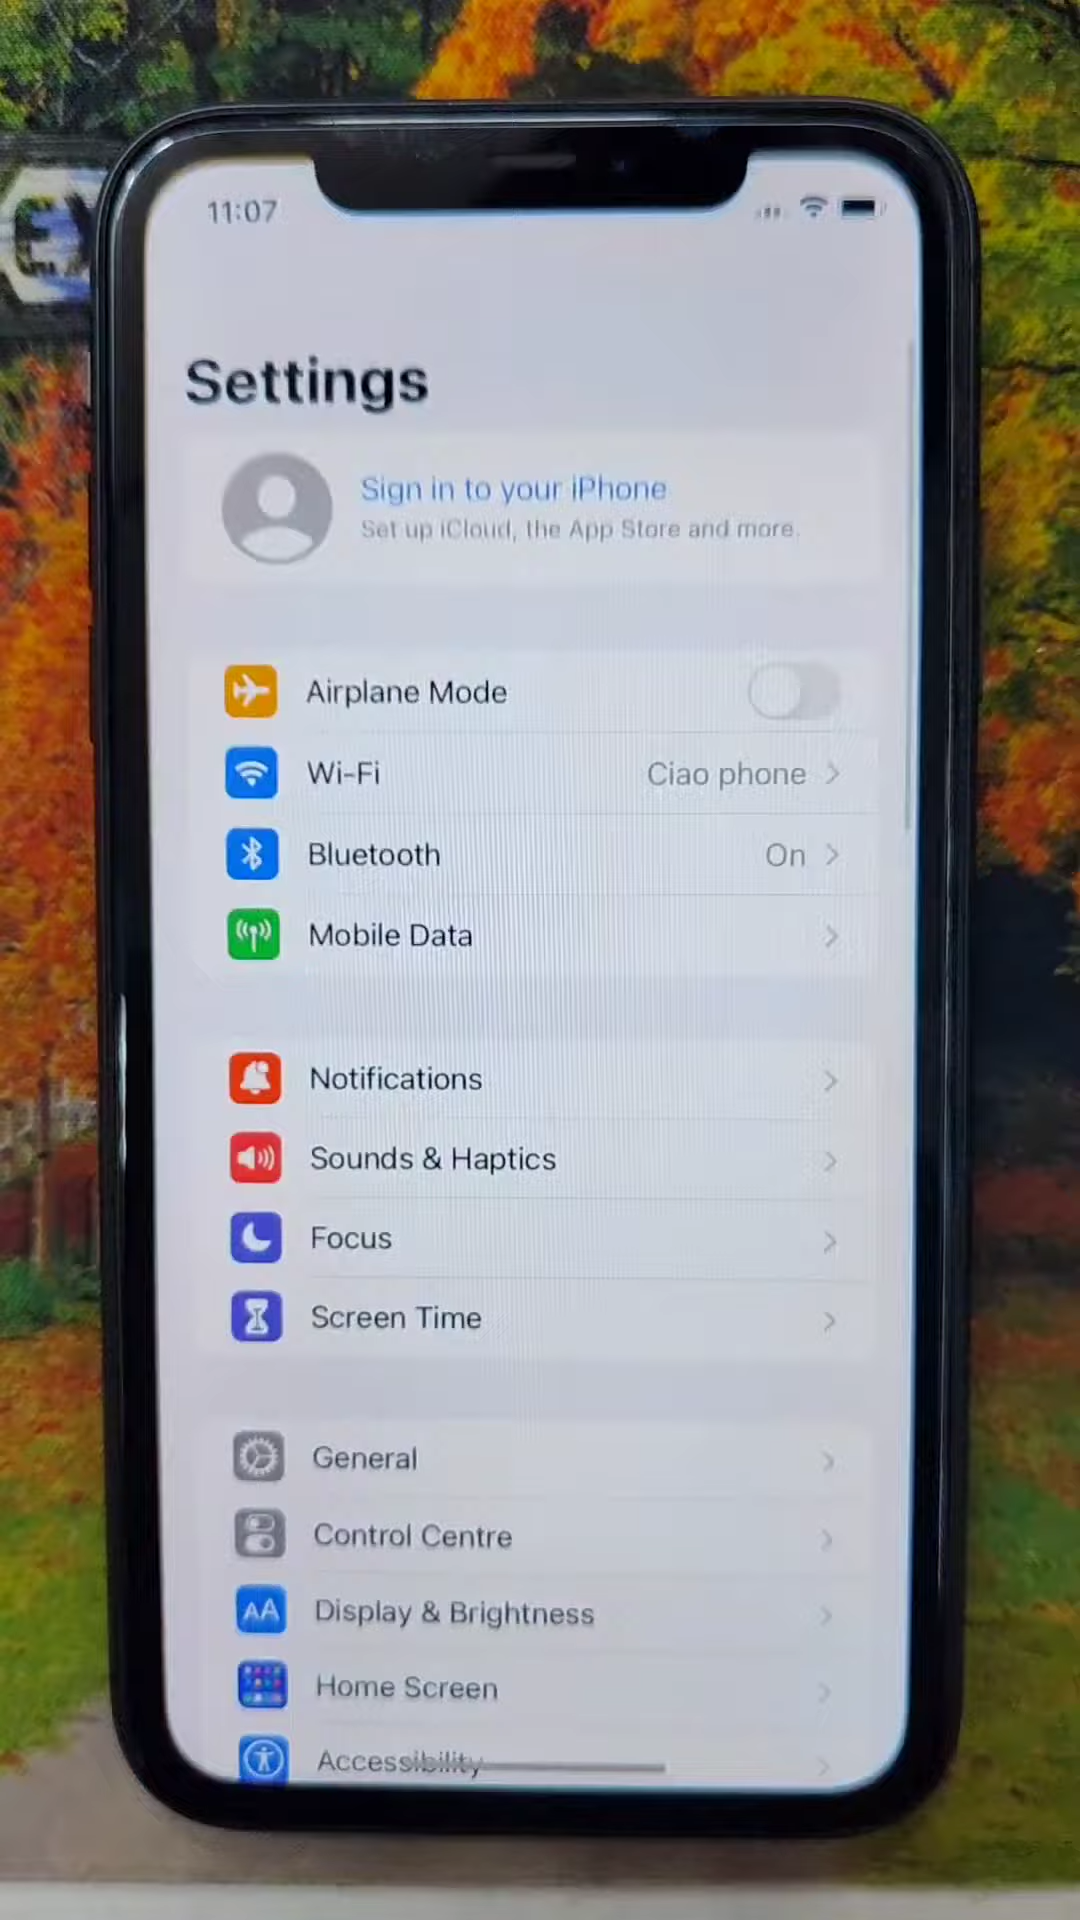 11:07
Settings
Sign in to your iPhone
Set up iCloud, the App Store and more.
Airplane Mode
Wi-Fi
Ciao phone
Bluetooth
On
Mobile Data
Notifications
Sounds & Haptics
Focus
Screen Time
General
Control Centre
AA
Display & Brightness
Home Screen
Accessibility